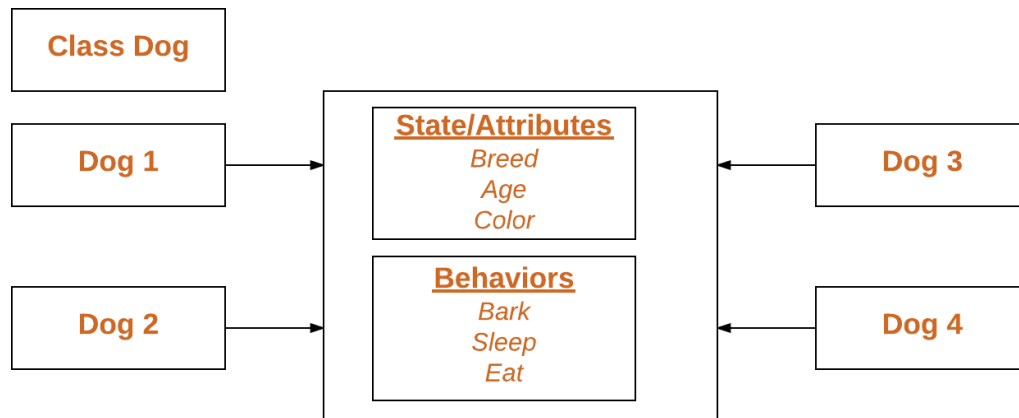 Class Dog
Dog 1
Dog 2
State/Attributes
Breed
Age
Color
Behaviors
Bark
Sleep
Eat
Dog 3
Dog 4